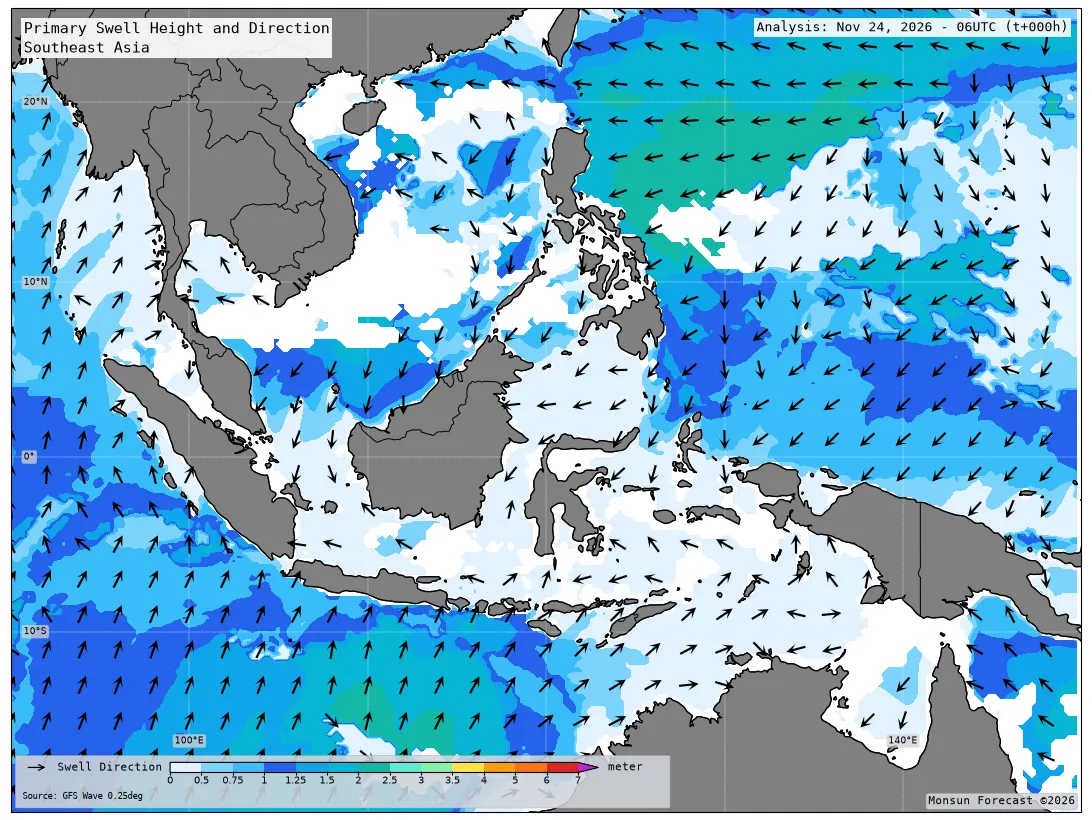 Primary Swell Height and Direction
Southeast Asia
Analysis: Nov 24, 2026 - 06UTC (t+000h)
20°N
10°N
0°
10°S
100°E
140°E
Swell Direction
0 0.5 0.75 1 1.25 1.5 2 2.5 3 3.5 4 5 6 7
meter
Source: GFS Wave 0.25deg
Monsun Forecast ©2026